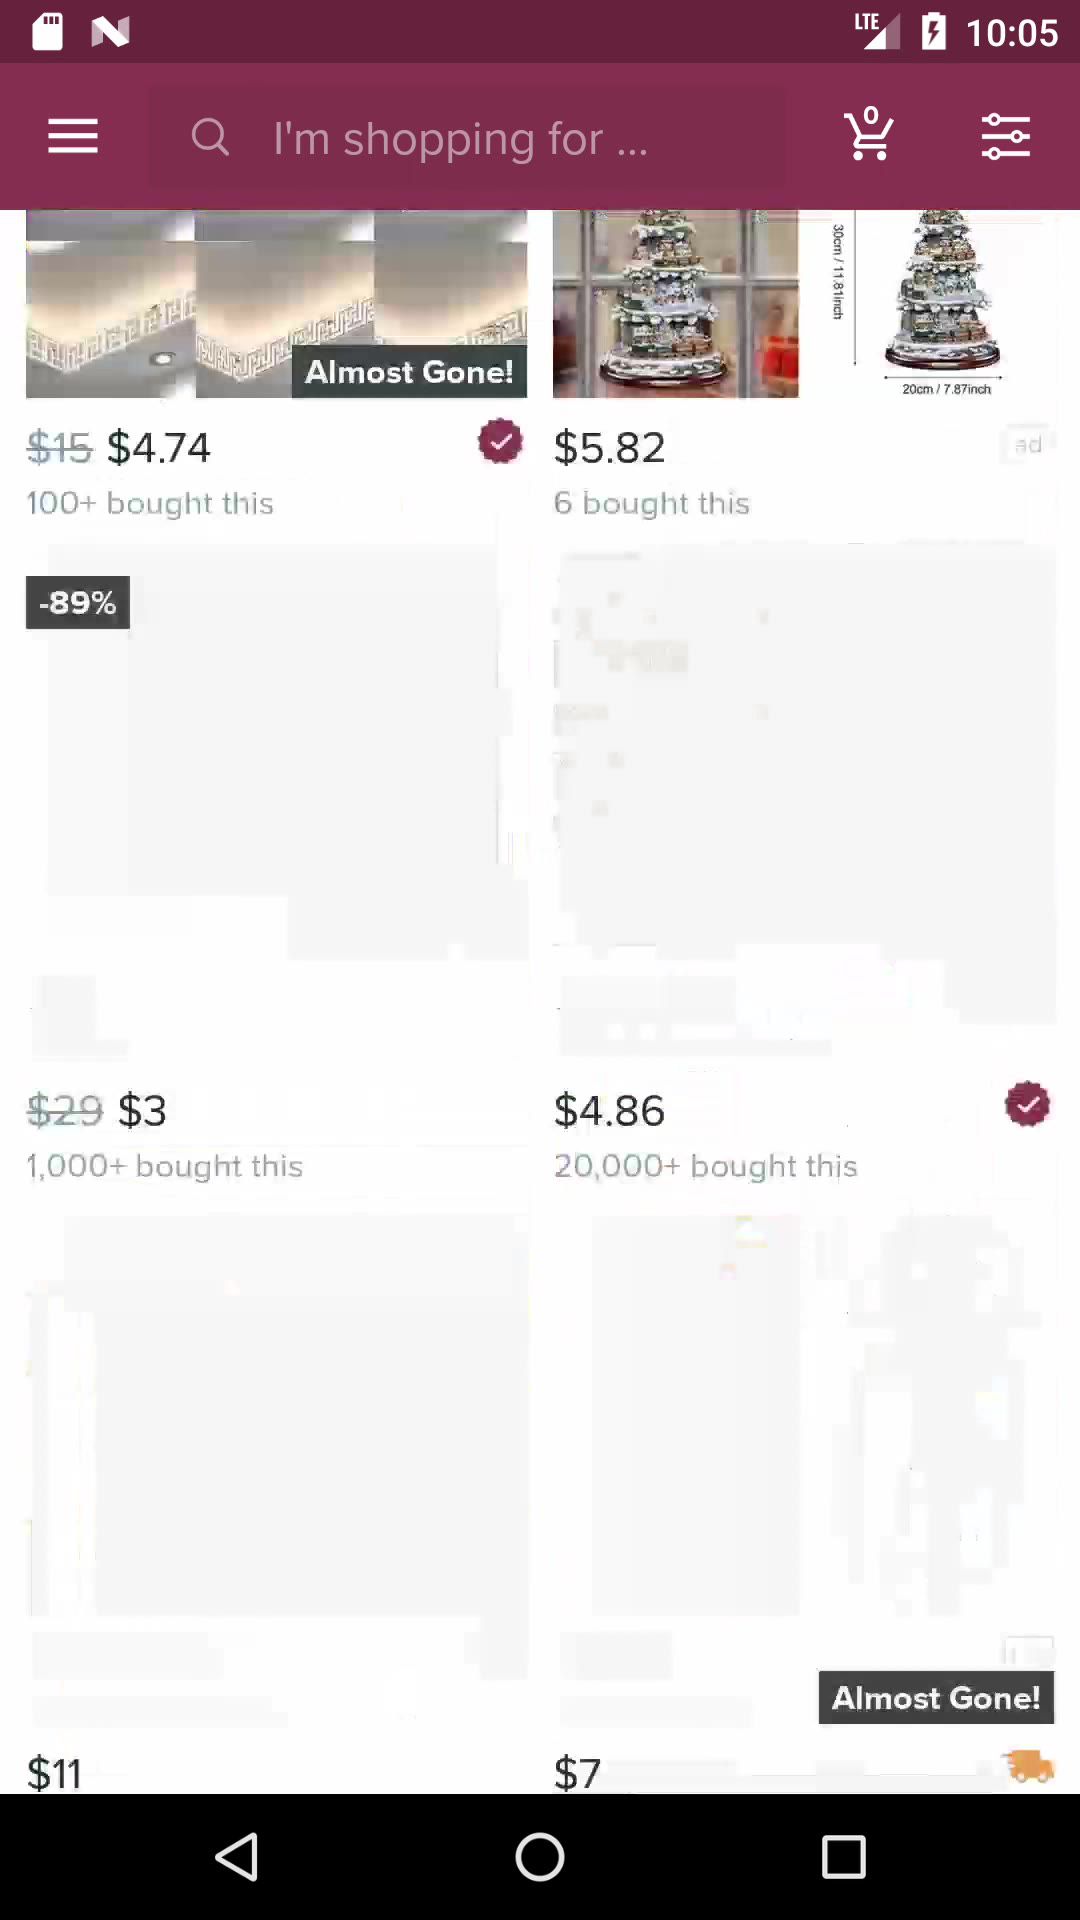 LTE 10:05
I'm shopping for ...
0
30cm / 11.81inch
20cm / 7.87inch
Almost Gone!
$15 $4.74
100+ bought this
$5.82
ad
6 bought this
-89%
$29 $3
1,000+ bought this
$4.86
20,000+ bought this
Almost Gone!
$11
$7